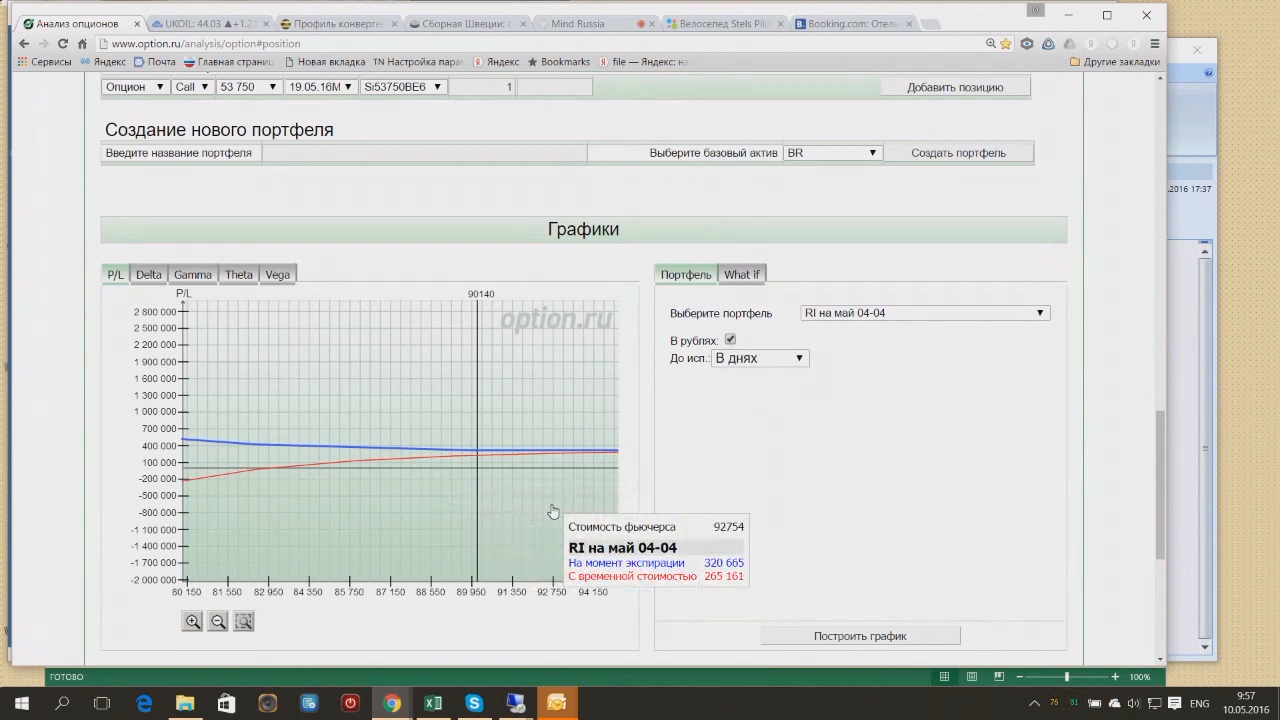 Анализ опционов
UKOIL: 44.03 ▲+1.23
Профиль конверген
Сборная Швеции: с
Mind Russia
Велосипед Stels Pilot
Booking.com: Отель
www.option.ru/analysis/option#position
Сервисы
Яндекс
Почта
Главная страниц
Новая вкладка
TN Настройка пара
Яндекс
Bookmarks
file — Яндекс: на
Другие закладки
Опцион
Call
53 750
19.05.16M
Si53750BE6
1
Добавить позицию
Создание нового портфеля
Введите название портфеля
Выберите базовый актив
BR
Создать портфель
.2016 17:37
Графики
P/L
Delta
Gamma
Theta
Vega
Портфель
What if
P/L
90140
option.ru
2 800 000
2 500 000
2 200 000
1 900 000
1 600 000
1 300 000
1 000 000
700 000
400 000
100 000
-200 000
-500 000
-800 000
-1 100 000
-1 400 000
-1 700 000
-2 000 000
80 150
81 550
82 950
84 350
85 750
87 150
88 550
89 950
91 350
92 750
94 150
Выберите портфель
RI на май 04-04
В рублях:
До исп.:
В днях
Стоимость фьючерса 92754
RI на май 04-04
На момент экспирации 320 665
С временной стоимостью 265 161
Построить график
ГОТОВО
100%
76
81
ENG
9:57
10.05.2016